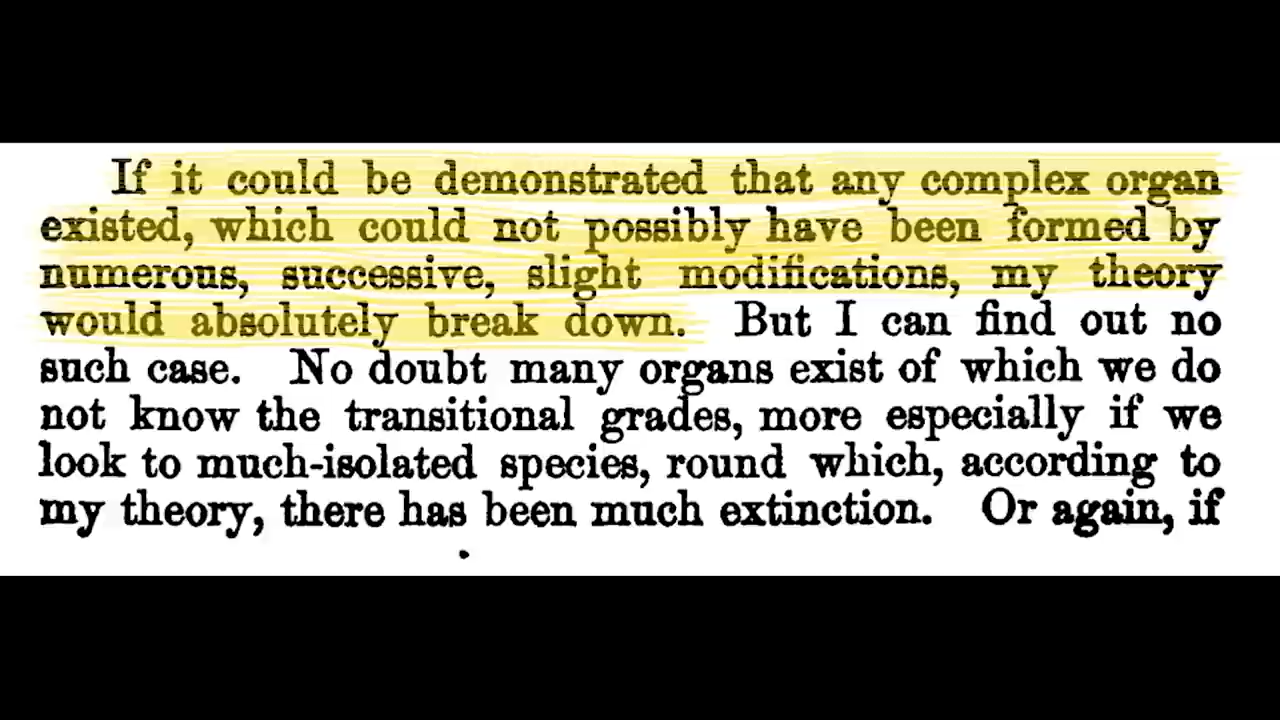 If it could be demonstrated that any complex organ
existed, which could not possibly have been formed by
numerous, successive, slight modifications, my theory
would absolutely break down. But I can find out no
such case. No doubt many organs exist of which we do
not know the transitional grades, more especially if we
look to much-isolated species, round which, according to
my theory, there has been much extinction. Or again, if